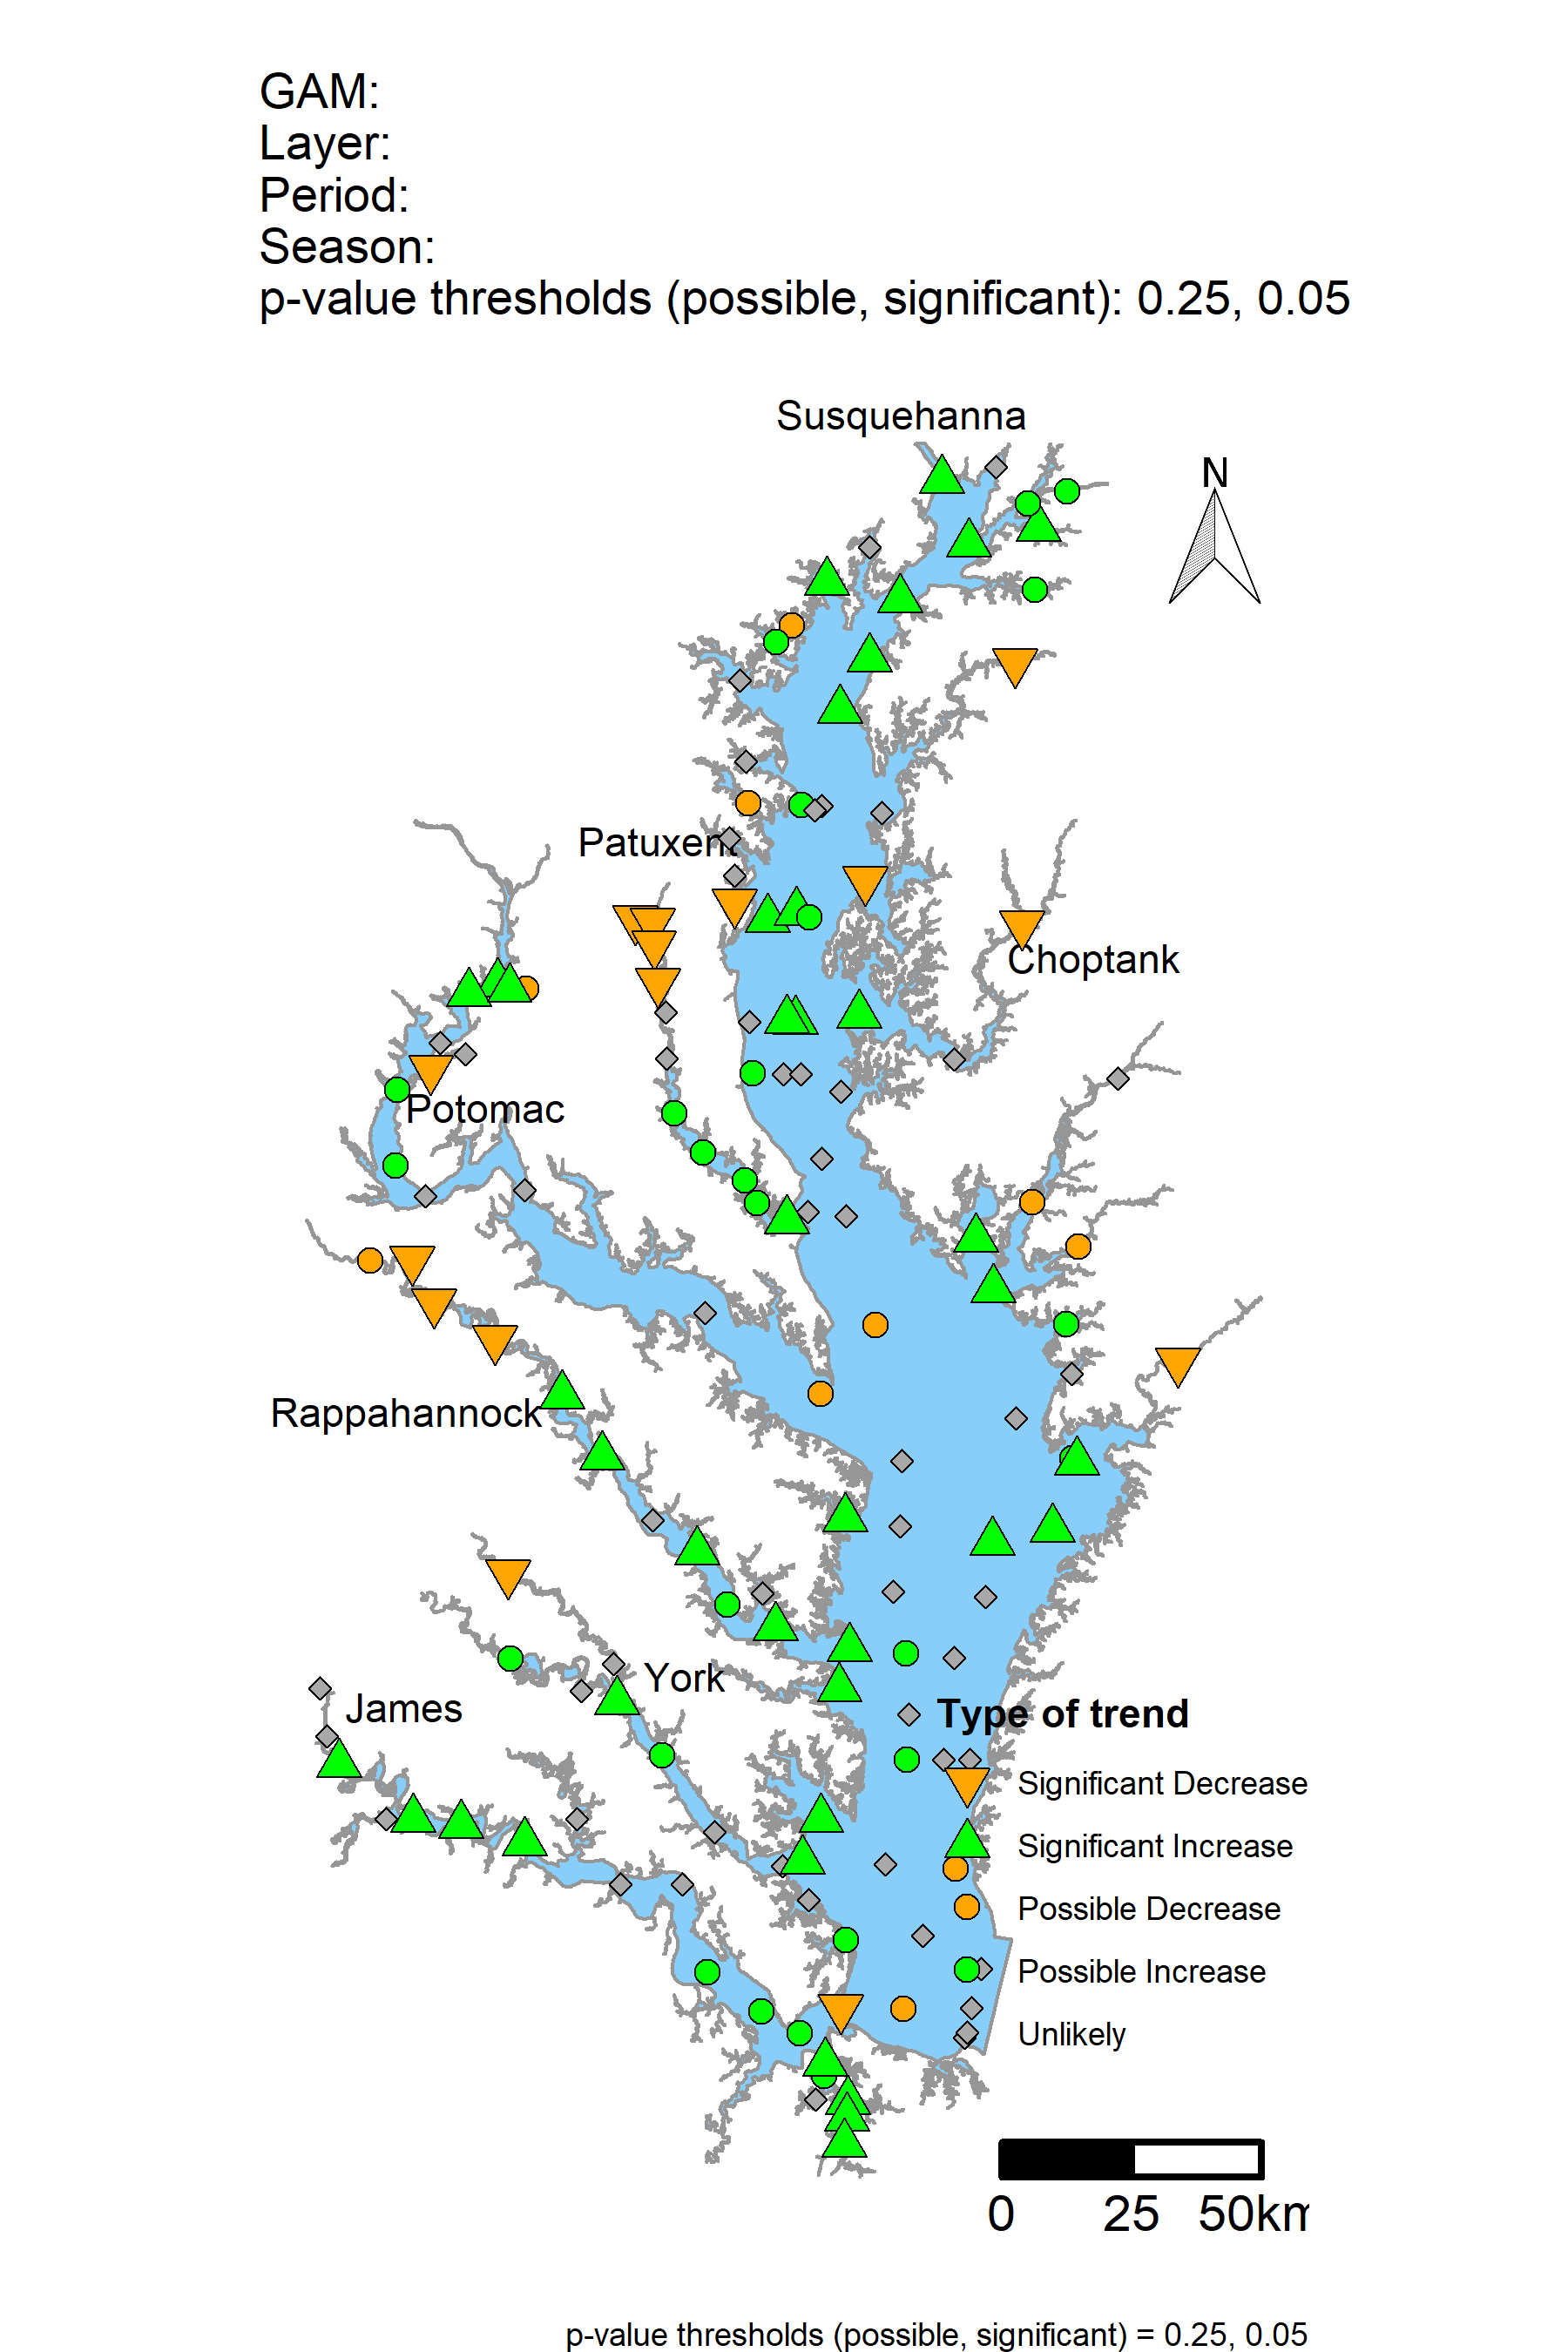 GAM:
Layer:
Period:
Season:
p-value thresholds (possible, significant): 0.25, 0.05
Susquehanna
N
Patuxent
Choptank
Potomac
Rappahannock
York
James
Type of trend
Significant Decrease
Significant Increase
Possible Decrease
Possible Increase
Unlikely
0 25 50km
p-value thresholds (possible, significant) = 0.25, 0.05